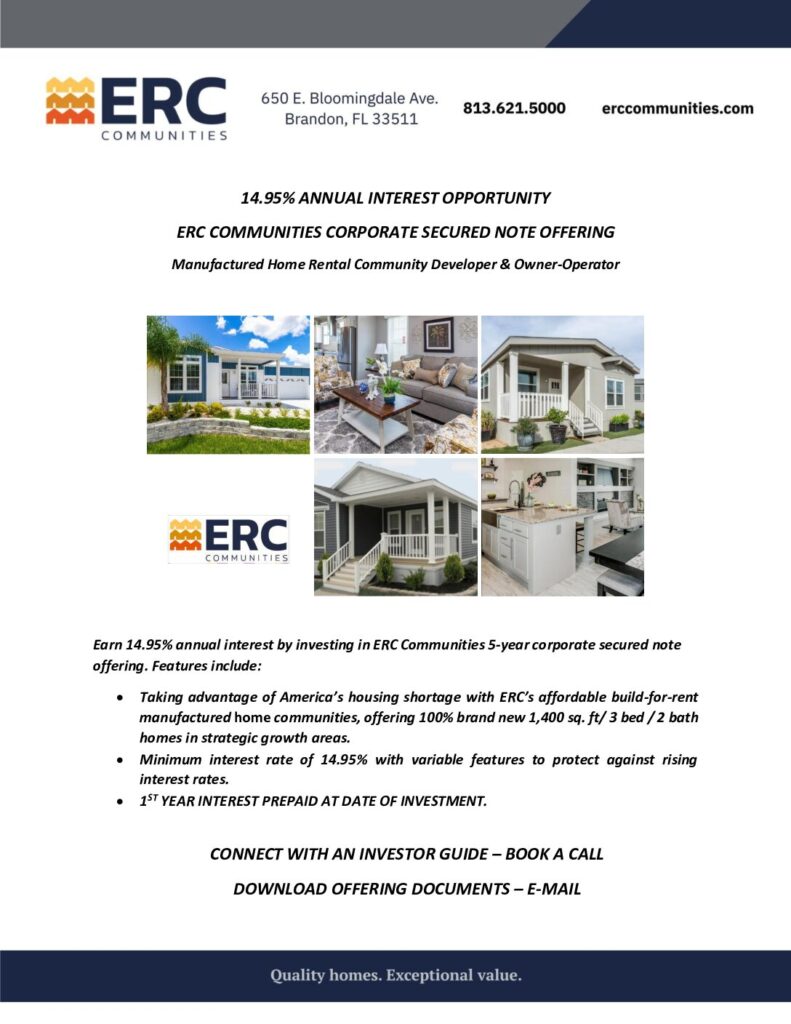 ERC
COMMUNITIES
650 E. Bloomingdale Ave.
Brandon, FL 33511
813.621.5000
erccommunities.com
14.95% ANNUAL INTEREST OPPORTUNITY
ERC COMMUNITIES CORPORATE SECURED NOTE OFFERING
Manufactured Home Rental Community Developer & Owner-Operator
ERC
COMMUNITIES
Earn 14.95% annual interest by investing in ERC Communities 5-year corporate secured note
offering. Features include:
• Taking advantage of America's housing shortage with ERC's affordable build-for-rent
manufactured home communities, offering 100% brand new 1,400 sq. ft/ 3 bed / 2 bath
homes in strategic growth areas.
• Minimum interest rate of 14.95% with variable features to protect against rising
interest rates.
• 1ST YEAR INTEREST PREPAID AT DATE OF INVESTMENT.
CONNECT WITH AN INVESTOR GUIDE – BOOK A CALL
DOWNLOAD OFFERING DOCUMENTS – E-MAIL
Quality homes. Exceptional value.